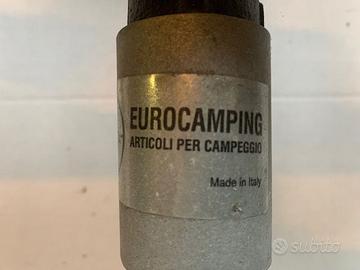 EUROCAMPING
ARTICOLI PER CAMPEGGIO
Made in Italy
subito